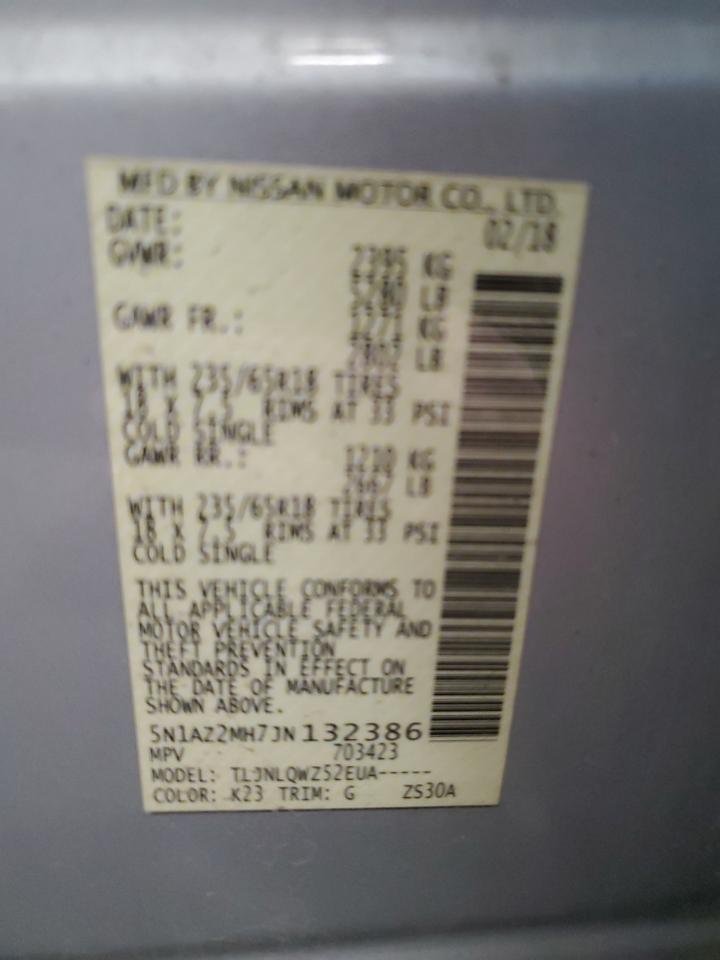 MFD BY NISSAN MOTOR CO., LTD.
DATE: 02/18
GVWR: 2395 KG
5280 LB
GAWR FR.: 1271 KG
2802 LB
WITH 235/65R18 TIRES
18 X 7.5 RIMS AT 33 PSI
COLD SINGLE
GAWR RR.: 1210 KG
2667 LB
WITH 235/65R18 TIRES
18 X 7.5 RIMS AT 33 PSI
COLD SINGLE
THIS VEHICLE CONFORMS TO
ALL APPLICABLE FEDERAL
MOTOR VEHICLE SAFETY AND
THEFT PREVENTION
STANDARDS IN EFFECT ON
THE DATE OF MANUFACTURE
SHOWN ABOVE.
5N1AZ2MH7JN132386
MPV 703423
MODEL: TLJNLQWZ52EUA-----
COLOR: K23 TRIM: G ZS30A